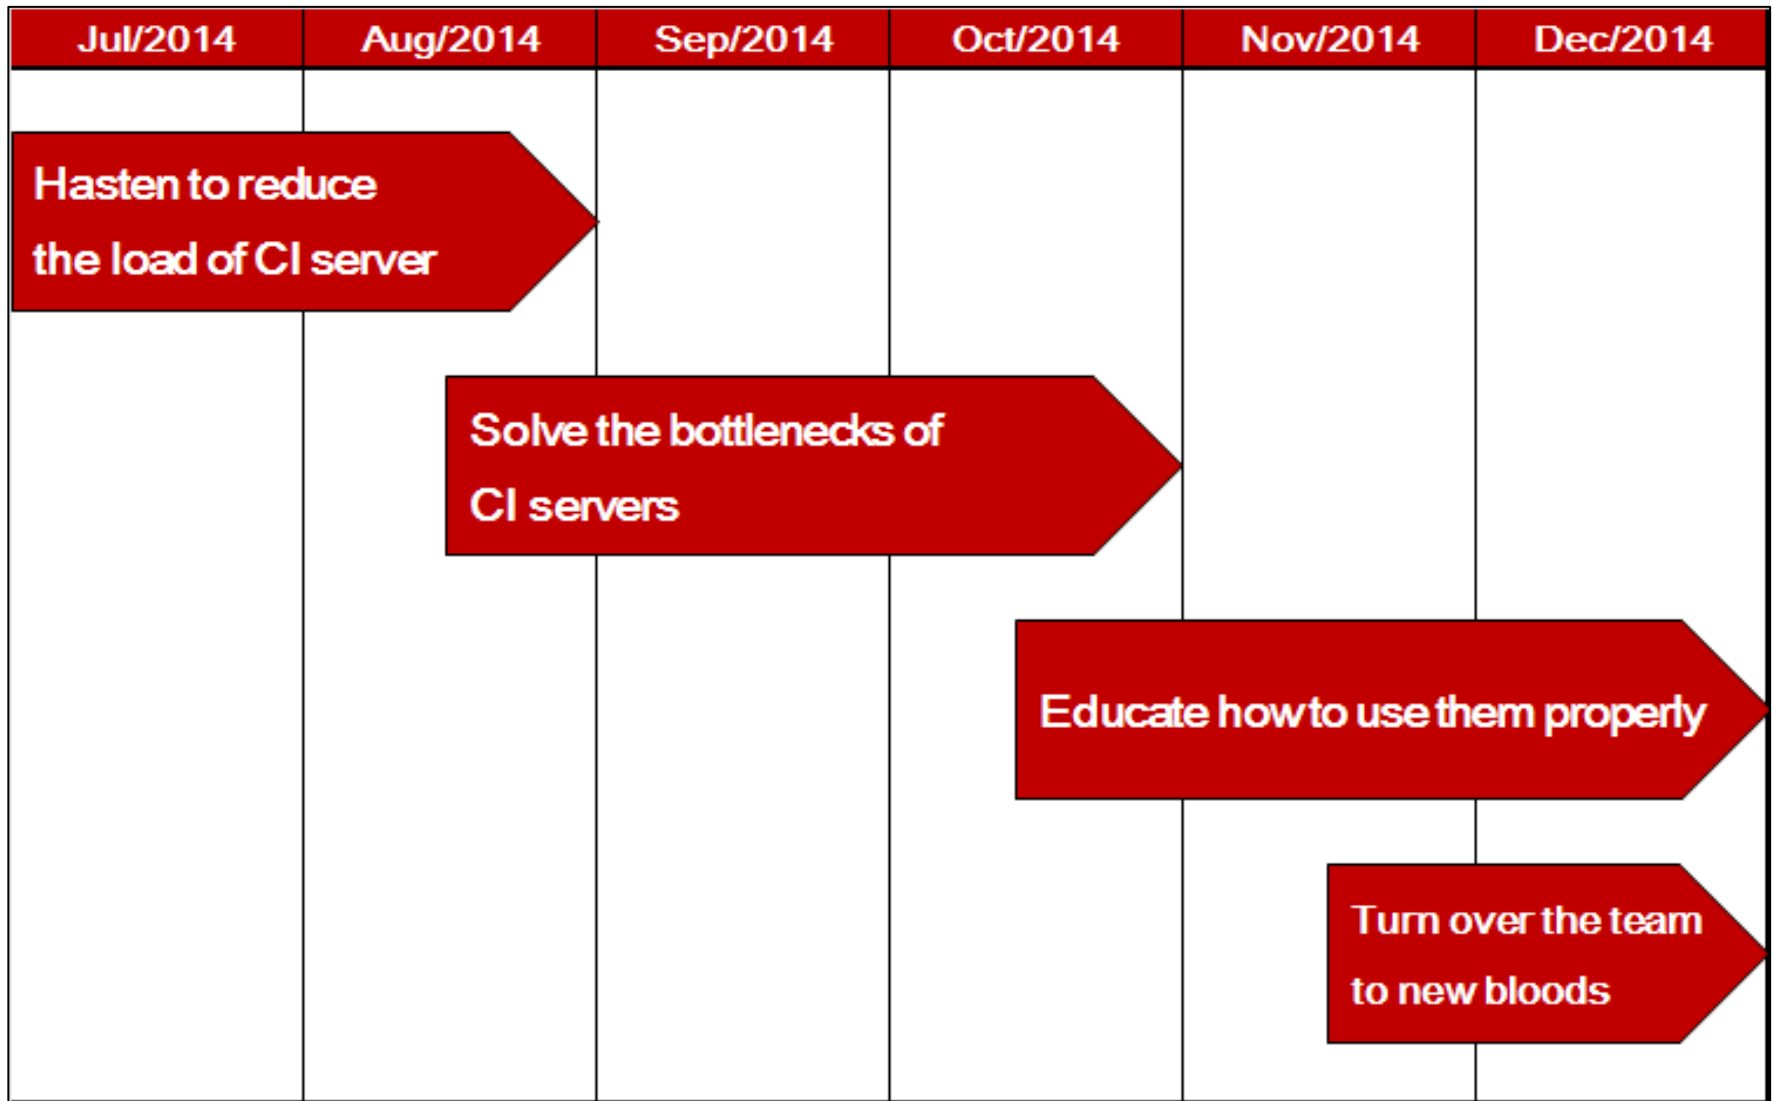 Jul/2014 Aug/2014 Sep/2014 Oct/2014 Nov/2014 Dec/2014
Hasten to reduce
the load of CI server
Solve the bottlenecks of
CI servers
Educate how to use them properly
Turn over the team
to new bloods